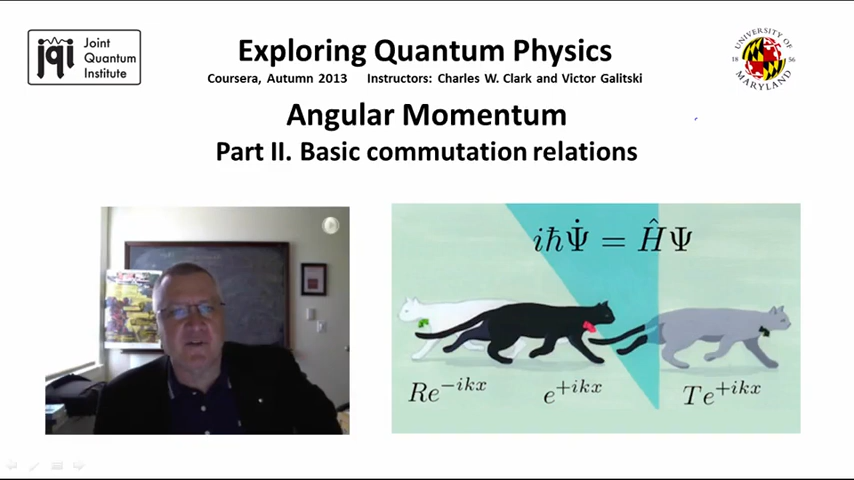 jqi
Joint
Quantum
Institute
Exploring Quantum Physics
Coursera, Autumn 2013 Instructors: Charles W. Clark and Victor Galitski
UNIVERSITY OF
18 56
MARYLAND
Angular Momentum
Part II. Basic commutation relations
iħΨ̇ = ĤΨ
Re^{-ikx}
e^{+ikx}
Te^{+ikx}